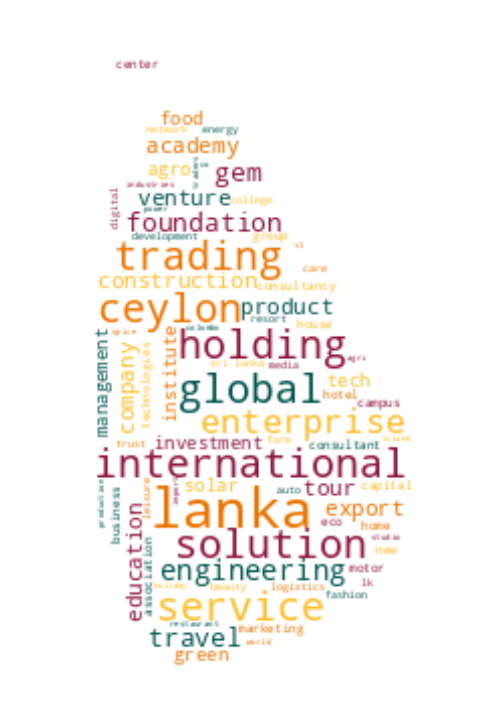 center
food
network energy
academy
agro gem
industries
venture college
digital
power
foundation
development group
trading sl
care
construction consultancy
ceylon product
resort house
spice colombo
management company technologies institute holding
sri lanka media agri
global tech
hotel campus
enterprise
trust investment farm consultant island
international
solar auto tour capital
production business leisure import
lanka export
eco home
education association solution studio new
engineering motor
holiday beauty logistics lk
fashion
service
restaurant marketing
travel world
green